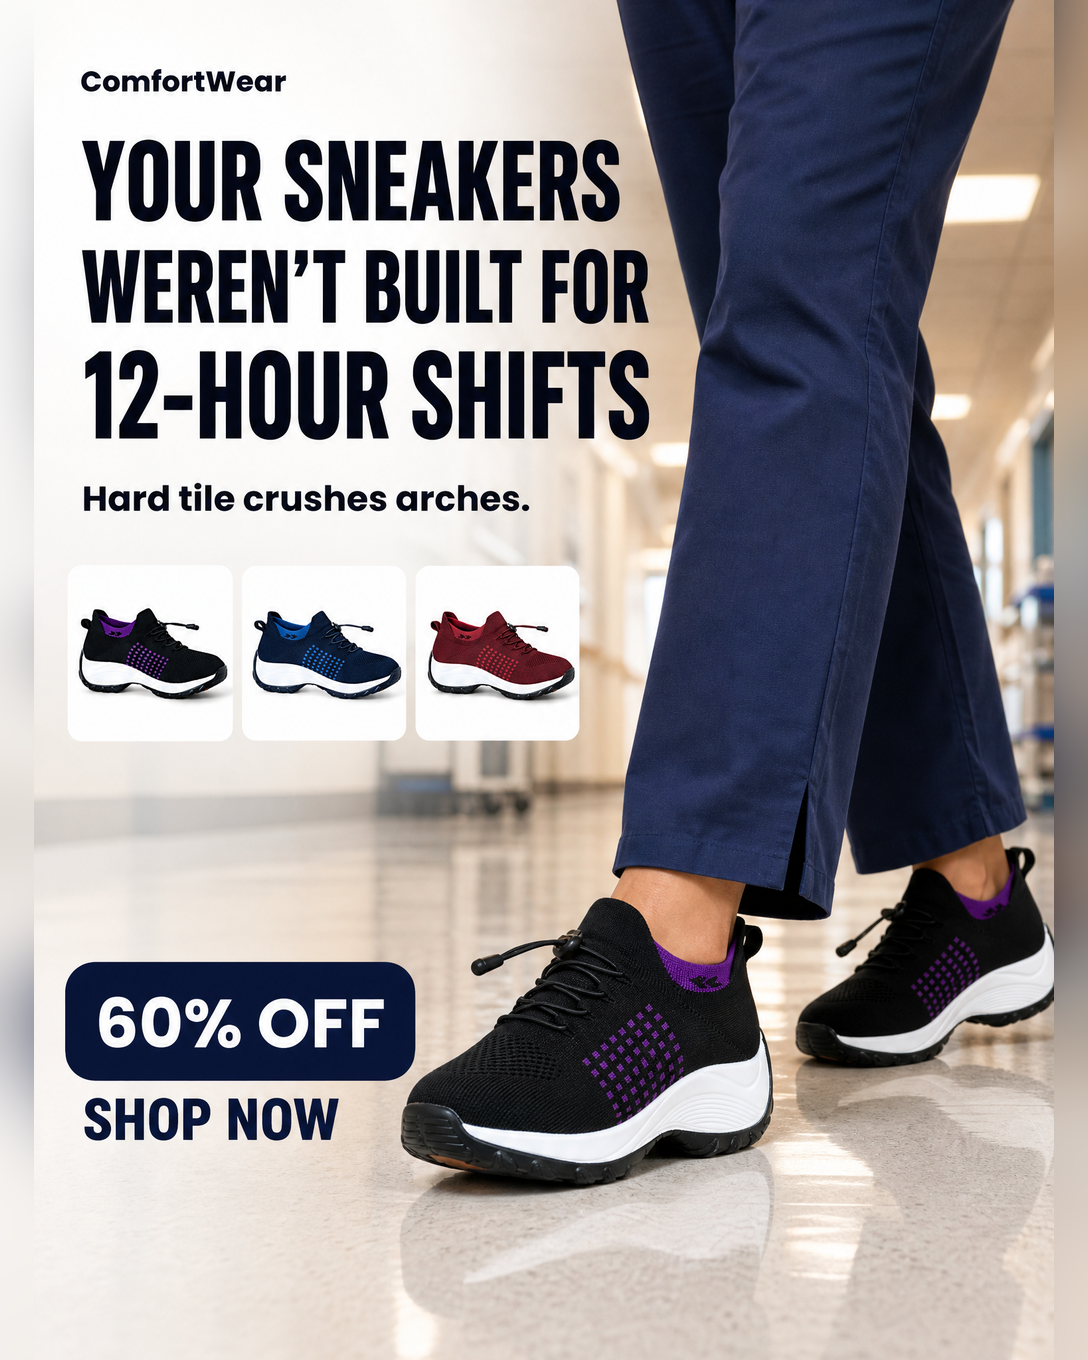 ComfortWear
YOUR SNEAKERS
WEREN’T BUILT FOR
12-HOUR SHIFTS
Hard tile crushes arches.
60% OFF
SHOP NOW